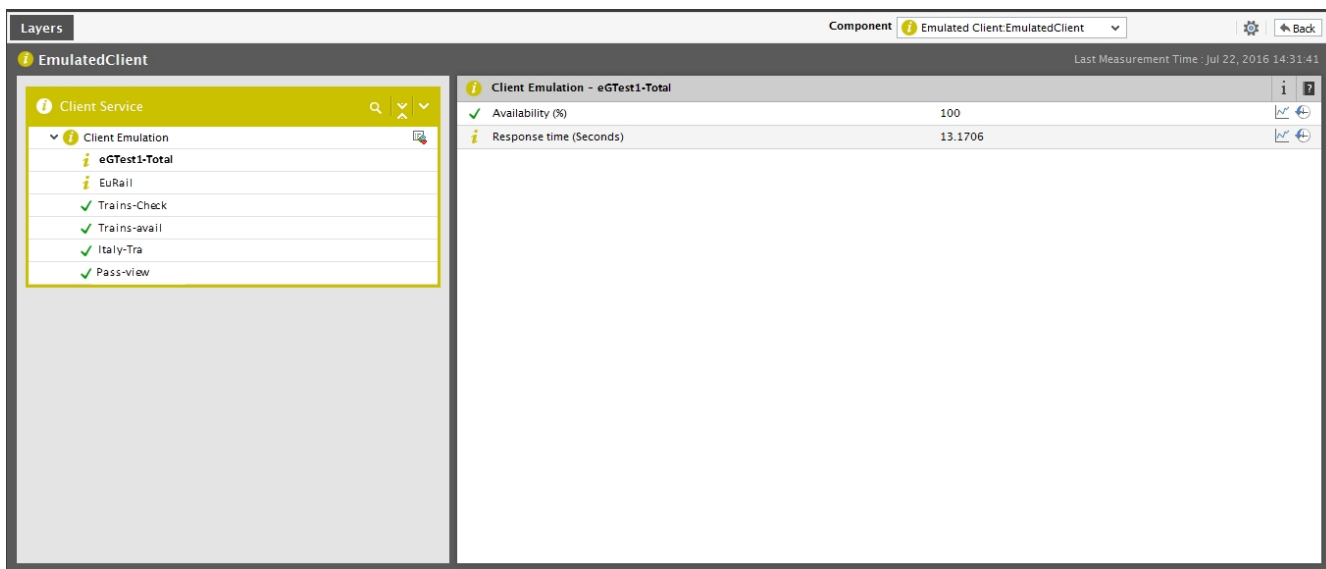 Layers
Component Emulated Client:EmulatedClient
Back
EmulatedClient
Last Measurement Time : Jul 22, 2016 14:31:41
Client Service
Client Emulation
eGTest1-Total
EuRail
Trains-Check
Trains-avail
Italy-Tra
Pass-view
Client Emulation - eGTest1-Total
Availability (%) 100
Response time (Seconds) 13.1706